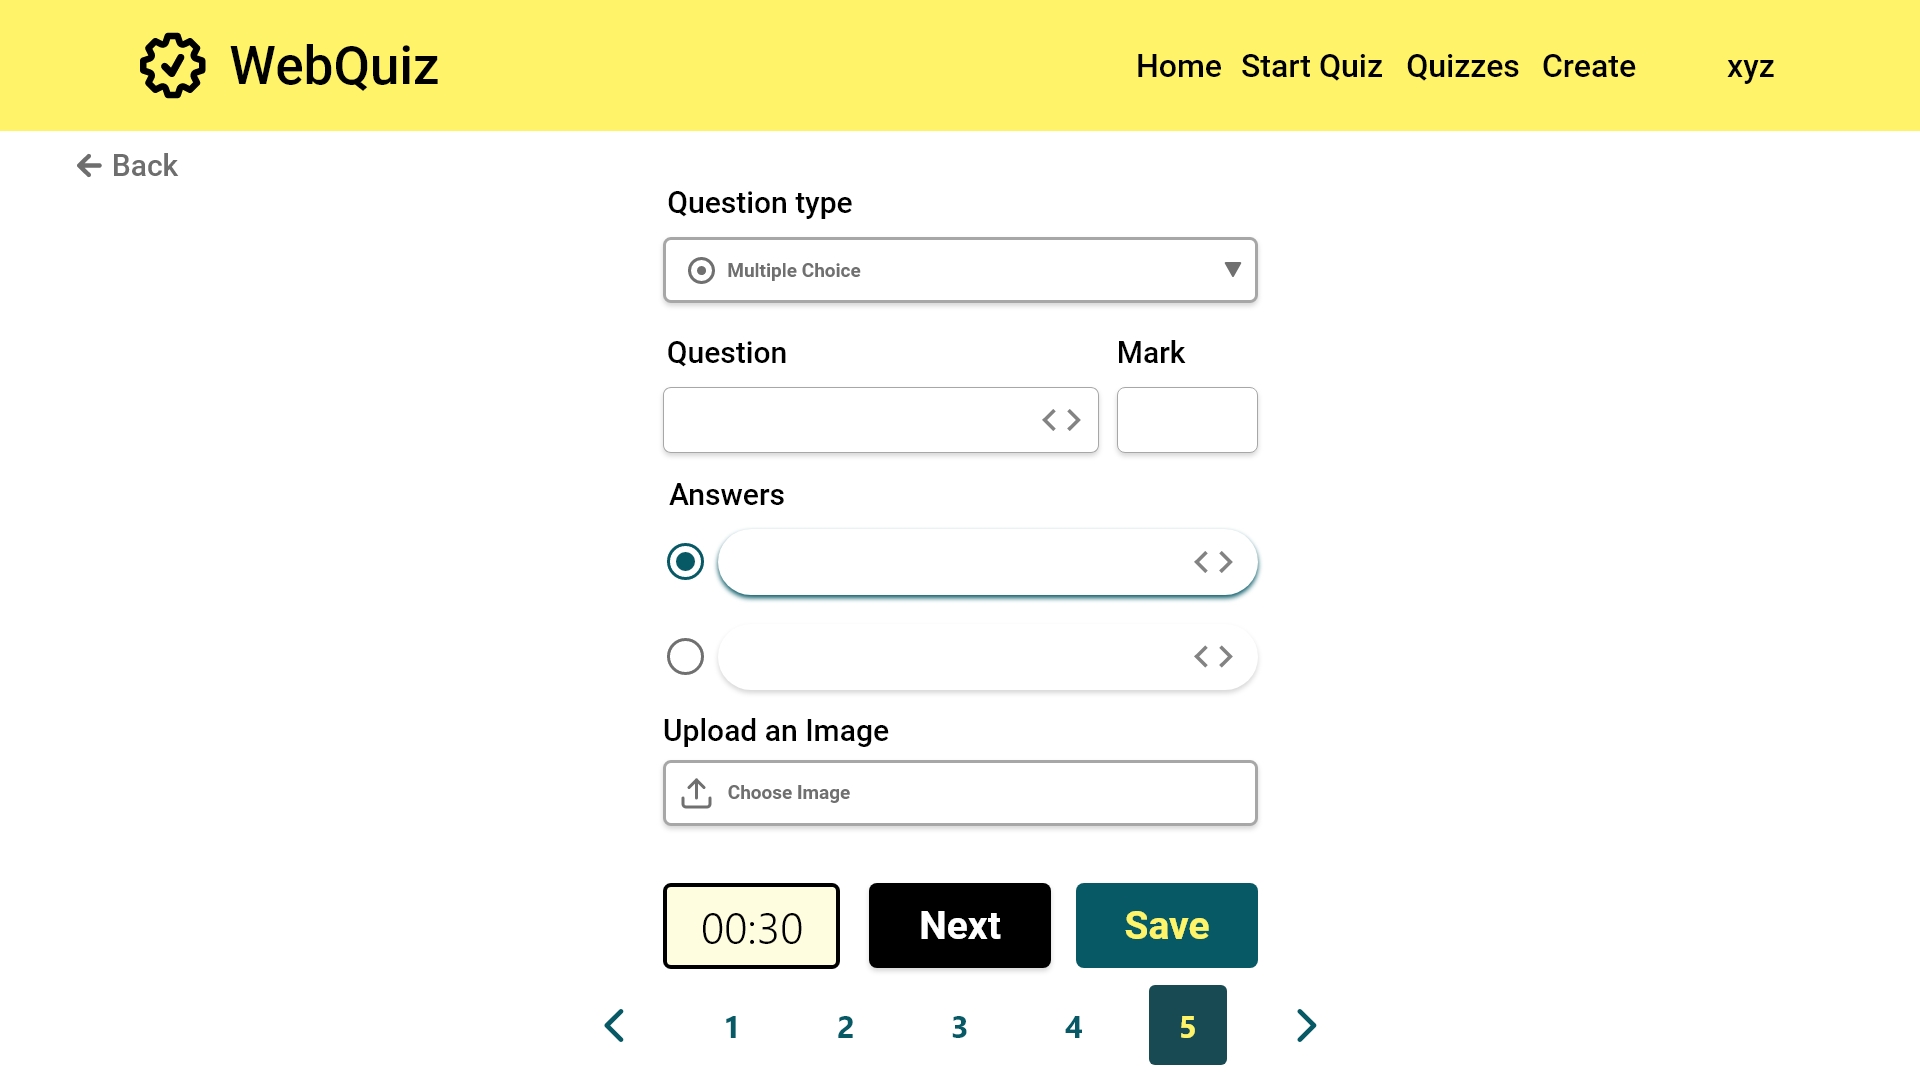 WebQuiz
Home Start Quiz Quizzes Create xyz
Back
Question type
Multiple Choice
Question Mark
Answers
Upload an Image
Choose Image
00:30 Next Save
1 2 3 4 5